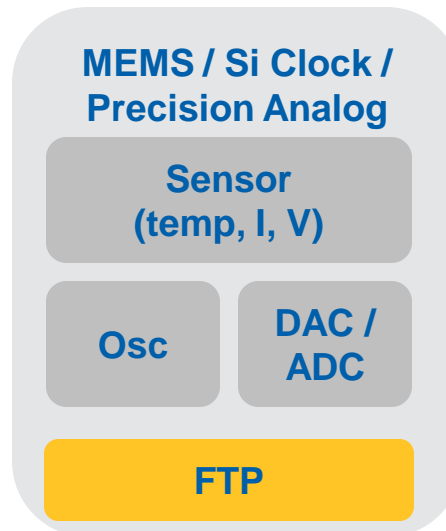 MEMS / Si Clock /
Precision Analog
Sensor
(temp, I, V)
Osc
DAC /
ADC
FTP